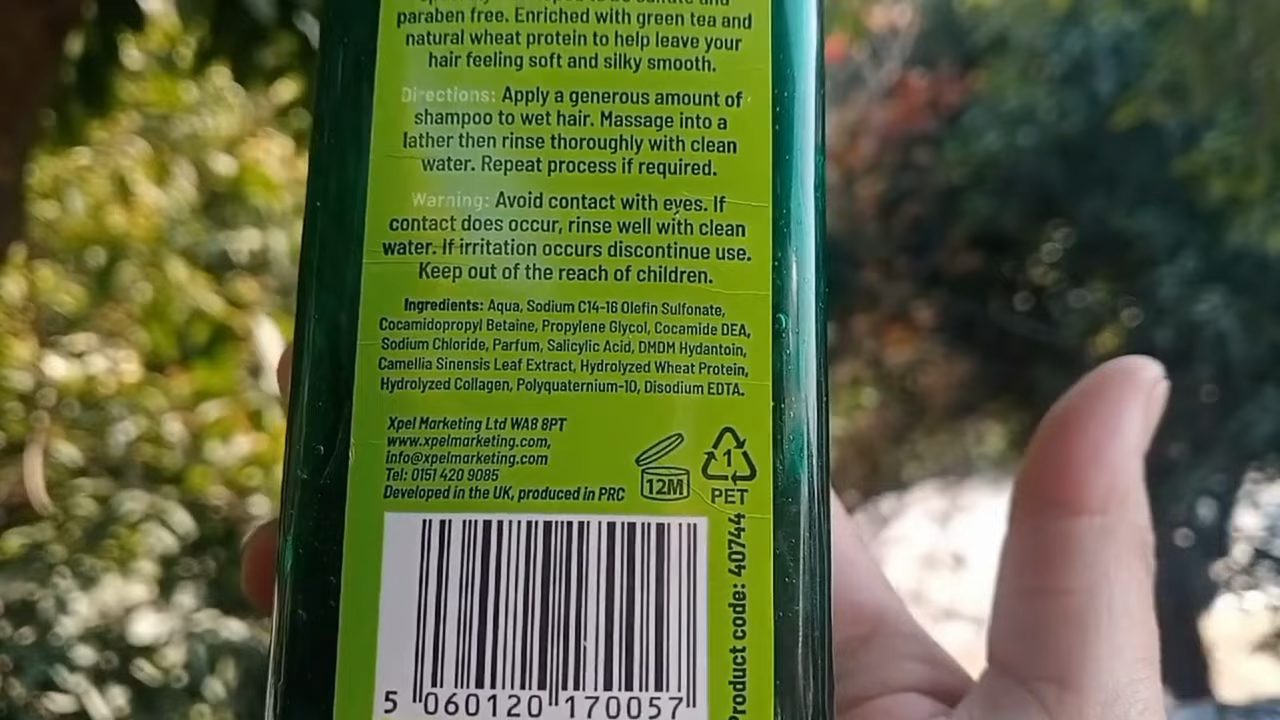 paraben free. Enriched with green tea and
natural wheat protein to help leave your
hair feeling soft and silky smooth.
Directions: Apply a generous amount of
shampoo to wet hair. Massage into a
lather then rinse thoroughly with clean
water. Repeat process if required.
Warning: Avoid contact with eyes. If
contact does occur, rinse well with clean
water. If irritation occurs discontinue use.
Keep out of the reach of children.
Ingredients: Aqua, Sodium C14-16 Olefin Sulfonate,
Cocamidopropyl Betaine, Propylene Glycol, Cocamide DEA,
Sodium Chloride, Parfum, Salicylic Acid, DMDM Hydantoin,
Camellia Sinensis Leaf Extract, Hydrolyzed Wheat Protein,
Hydrolyzed Collagen, Polyquaternium-10, Disodium EDTA.
Xpel Marketing Ltd WA8 8PT
www.xpelmarketing.com,
info@xpelmarketing.com
Tel: 0151 420 9085
Developed in the UK, produced in PRC
12M
1
PET
Product code: 40744
5 060120 170057